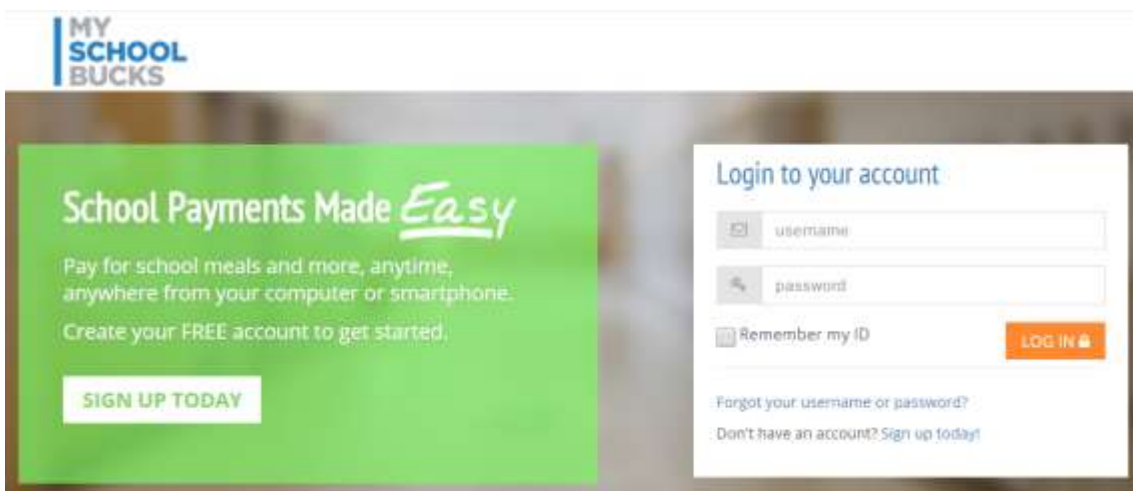 MY
SCHOOL
BUCKS
School Payments Made Easy
Pay for school meals and more, anytime,
anywhere from your computer or smartphone.
Create your FREE account to get started.
SIGN UP TODAY
Login to your account
username
password
Remember my ID
LOG IN
Forgot your username or password?
Don't have an account? Sign up today!